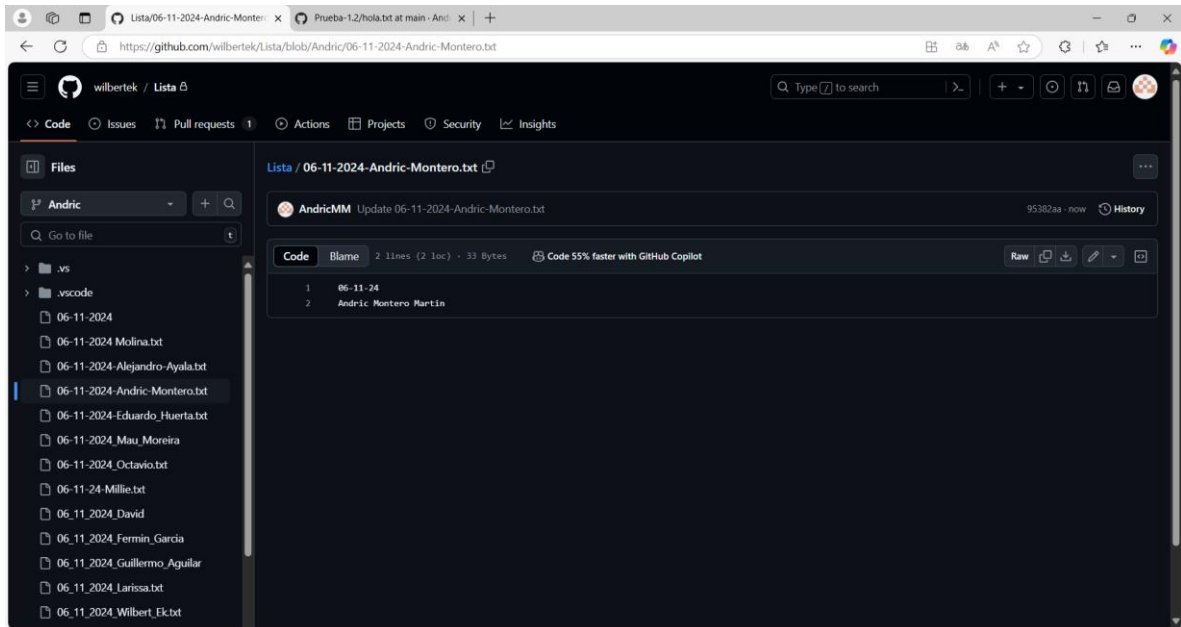 Lista/06-11-2024-Andric-Monter
Prueba-1.2/hola.txt at main · And
https://github.com/wilbertek/Lista/blob/Andric/06-11-2024-Andric-Montero.txt
wilbertek / Lista
Type / to search
Code Issues Pull requests 1 Actions Projects Security Insights
Files
Andric
Go to file t
.vs
.vscode
06-11-2024
06-11-2024 Molina.txt
06-11-2024-Alejandro-Ayala.txt
06-11-2024-Andric-Montero.txt
06-11-2024-Eduardo_Huerta.txt
06-11-2024_Mau_Moreira
06-11-2024_Octavio.txt
06-11-24-Millie.txt
06_11_2024_David
06_11_2024_Fermin_Garcia
06_11_2024_Guillermo_Aguilar
06_11_2024_Larissa.txt
06_11_2024_Wilbert_Ek.txt
Lista / 06-11-2024-Andric-Montero.txt
AndricMM Update 06-11-2024-Andric-Montero.txt 95382aa · now History
Code Blame 2 lines (2 loc) · 33 Bytes Code 55% faster with GitHub Copilot Raw
1 06-11-24
2 Andric Montero Martin